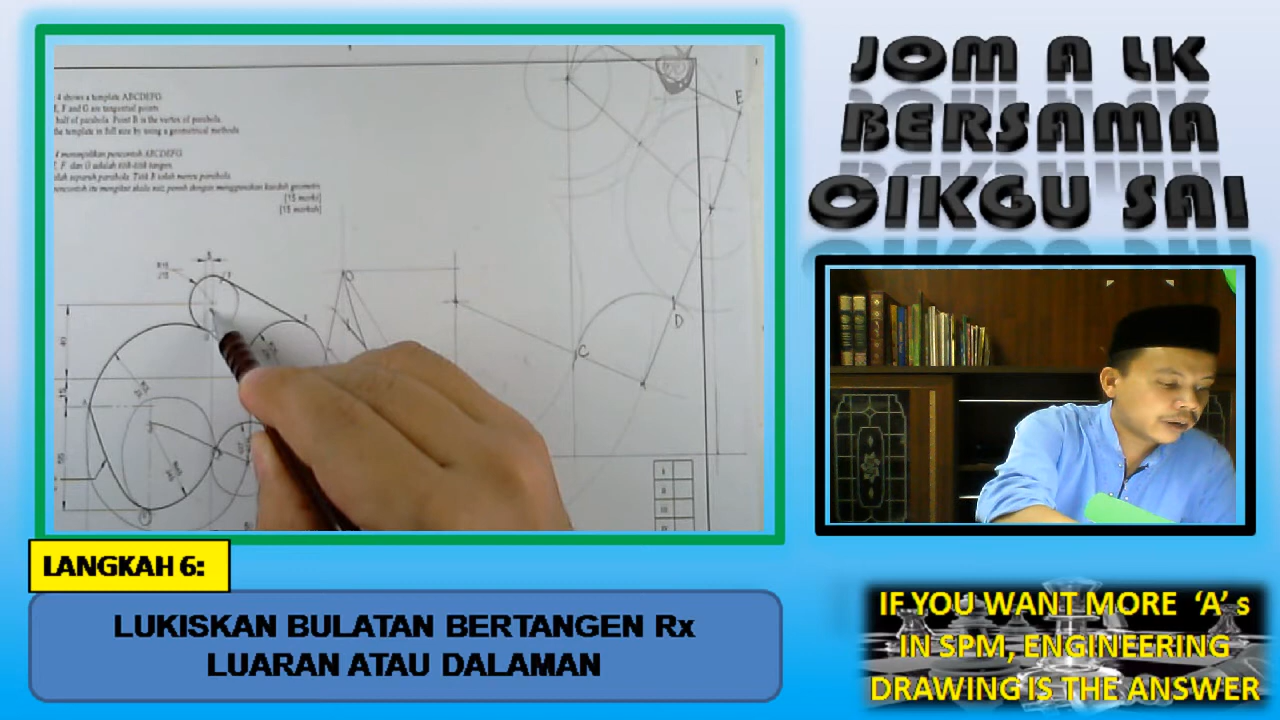 4 shows a template ABCDEFG
E, F and G are tangential points
half of parabola. Point B is the vertex of parabola.
the template in full size by using a geometrical methods
4 menunjukkan pencontoh ABCDEFG
F dan G adalah titik-titik tangen
ialah separuh parabola. Titik B ialah mercu parabola
pencontoh itu mengikut skala saiz penuh dengan menggunakan kaedah geometri
[15 marks]
[15 markah]
E
D
C
JOM A LK
BERSAMA
CIKGU SAI
LANGKAH 6:
LUKISKAN BULATAN BERTANGEN Rx
LUARAN ATAU DALAMAN
IF YOU WANT MORE ‘A’ s
IN SPM, ENGINEERING
DRAWING IS THE ANSWER